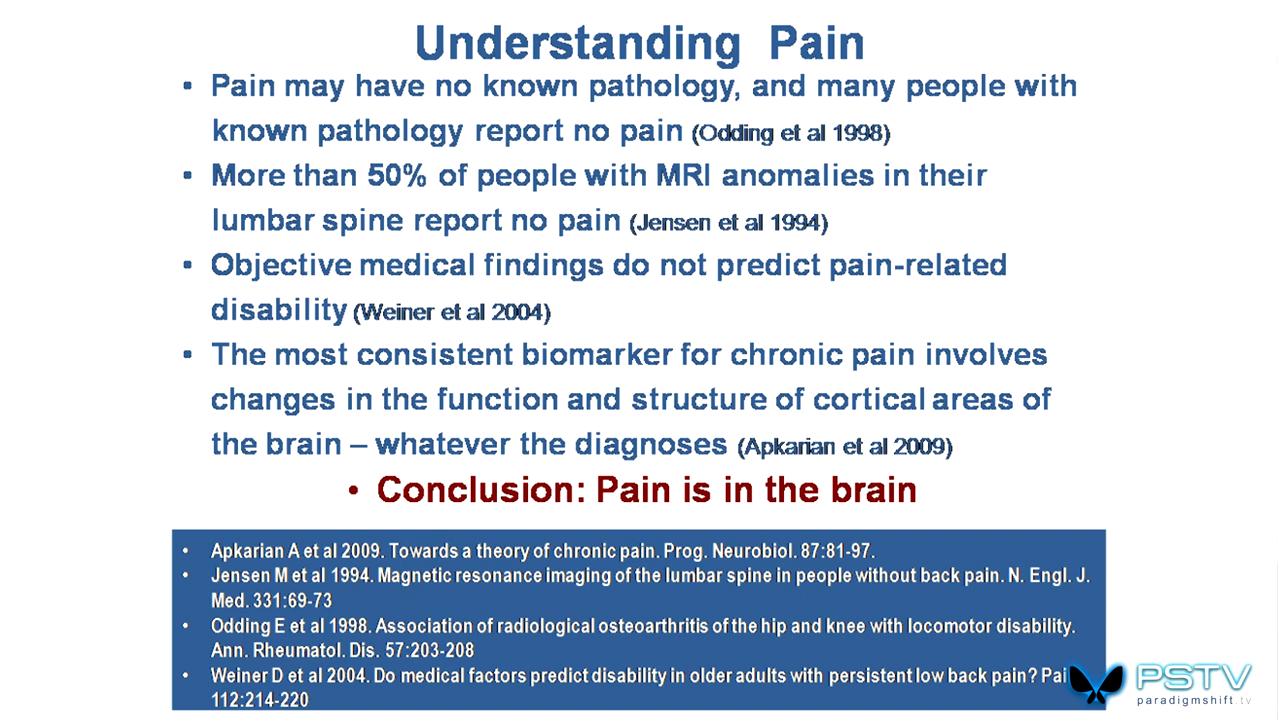 Understanding Pain
• Pain may have no known pathology, and many people with
known pathology report no pain (Odding et al 1998)
• More than 50% of people with MRI anomalies in their
lumbar spine report no pain (Jensen et al 1994)
• Objective medical findings do not predict pain-related
disability (Weiner et al 2004)
• The most consistent biomarker for chronic pain involves
changes in the function and structure of cortical areas of
the brain – whatever the diagnoses (Apkarian et al 2009)
• Conclusion: Pain is in the brain
• Apkarian A et al 2009. Towards a theory of chronic pain. Prog. Neurobiol. 87:81-97.
• Jensen M et al 1994. Magnetic resonance imaging of the lumbar spine in people without back pain. N. Engl. J.
Med. 331:69-73
• Odding E et al 1998. Association of radiological osteoarthritis of the hip and knee with locomotor disability.
Ann. Rheumatol. Dis. 57:203-208
• Weiner D et al 2004. Do medical factors predict disability in older adults with persistent low back pain? Pai
112:214-220
PSTV
paradigmshift.tv